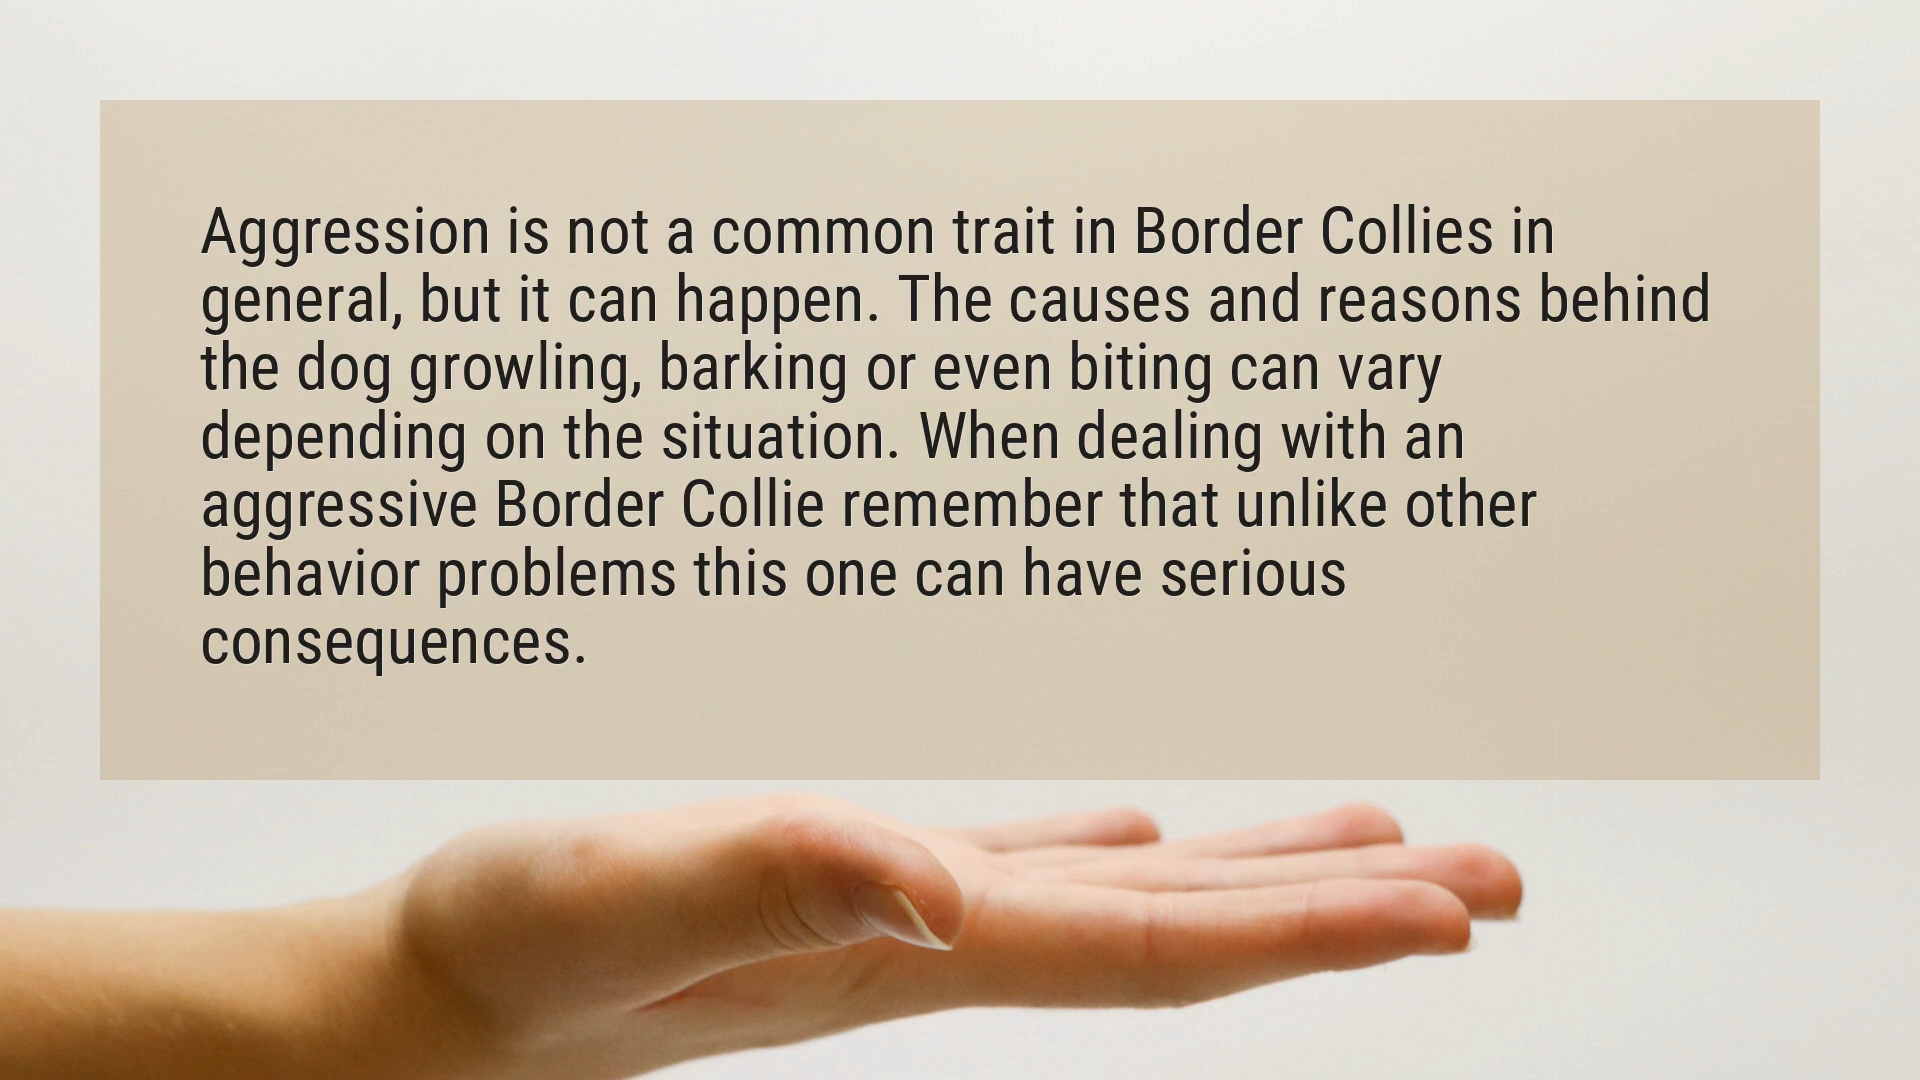 Aggression is not a common trait in Border Collies in
general, but it can happen. The causes and reasons behind
the dog growling, barking or even biting can vary
depending on the situation. When dealing with an
aggressive Border Collie remember that unlike other
behavior problems this one can have serious
consequences.